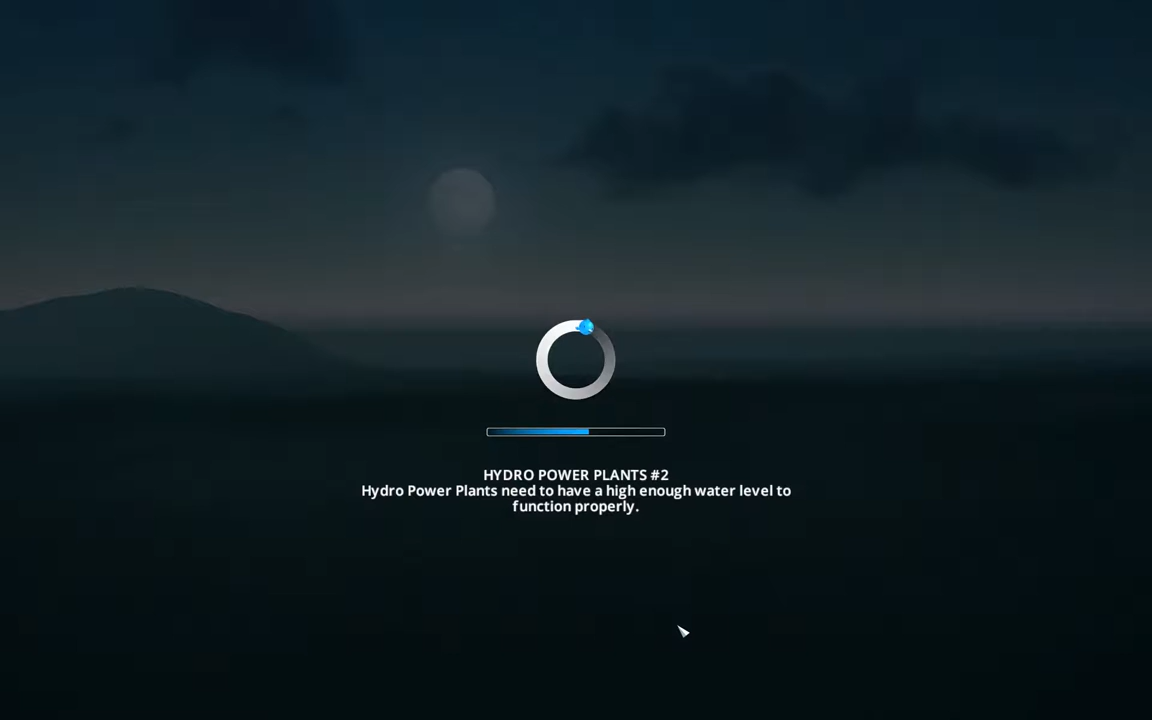 HYDRO POWER PLANTS #2
Hydro Power Plants need to have a high enough water level to
function properly.